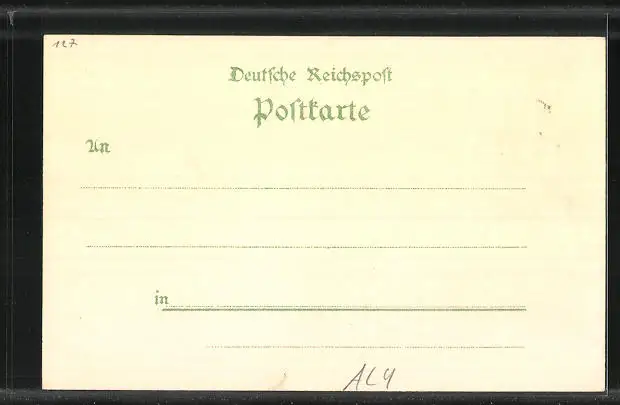 127
Deutſche Reichspoſt
Poſtkarte
An
in
AL4